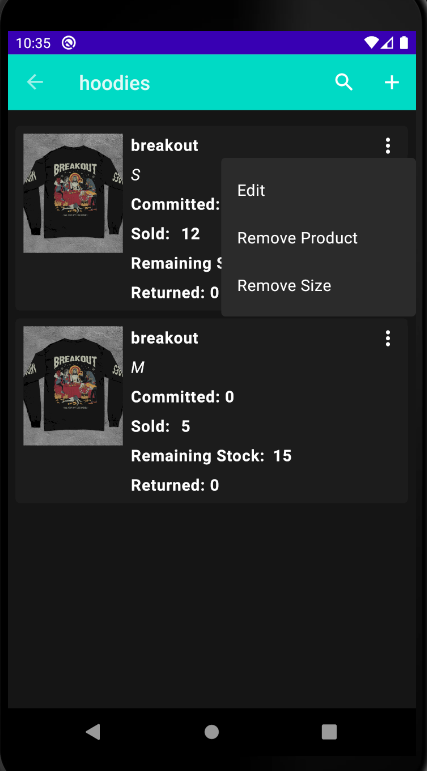 10:35
hoodies
breakout
S
Committed:
Sold: 12
Remaining S
Returned: 0
Edit
Remove Product
Remove Size
BREAKOUT
breakout
M
Committed: 0
Sold: 5
Remaining Stock: 15
Returned: 0
BREAKOUT